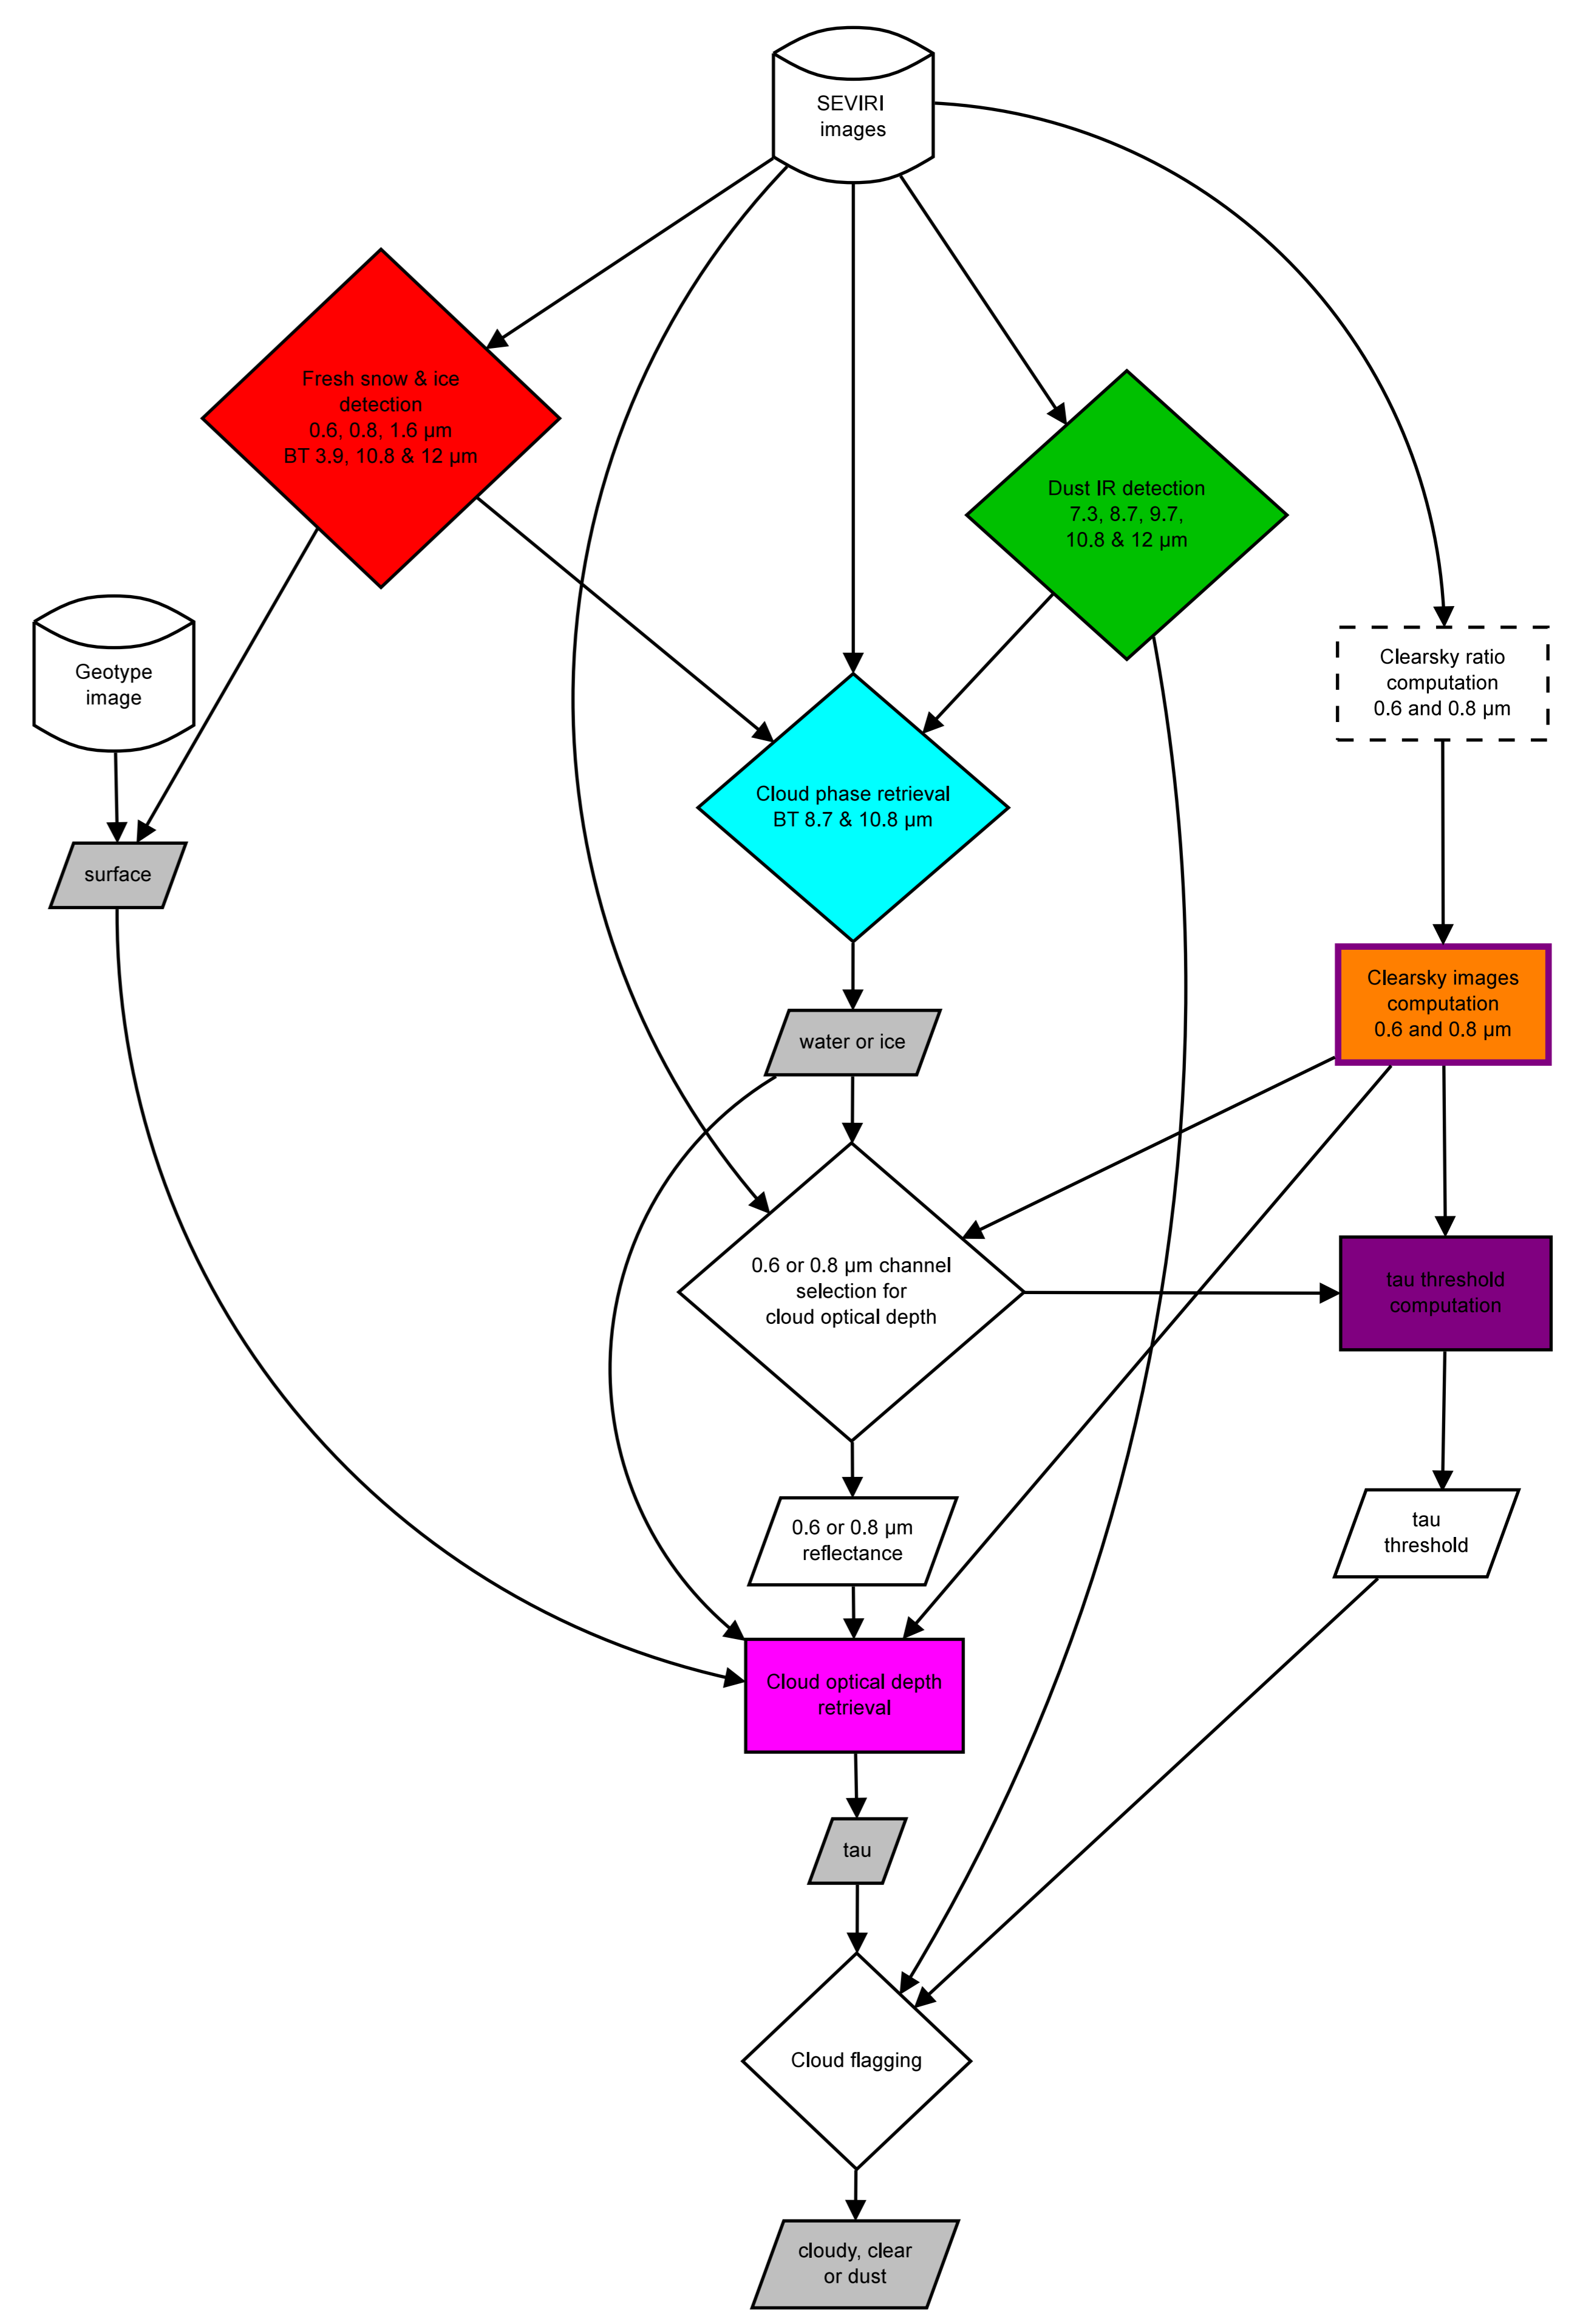 SEVIRI
images
Fresh snow & ice
detection
0.6, 0.8, 1.6 µm
BT 3.9, 10.8 & 12 µm
Dust IR detection
7.3, 8.7, 9.7,
10.8 & 12 µm
Geotype
image
Clearsky ratio
computation
0.6 and 0.8 µm
Cloud phase retrieval
BT 8.7 & 10.8 µm
surface
Clearsky images
computation
0.6 and 0.8 µm
water or ice
0.6 or 0.8 µm channel
selection for
cloud optical depth
tau threshold
computation
0.6 or 0.8 µm
reflectance
tau
threshold
Cloud optical depth
retrieval
tau
Cloud flagging
cloudy, clear
or dust